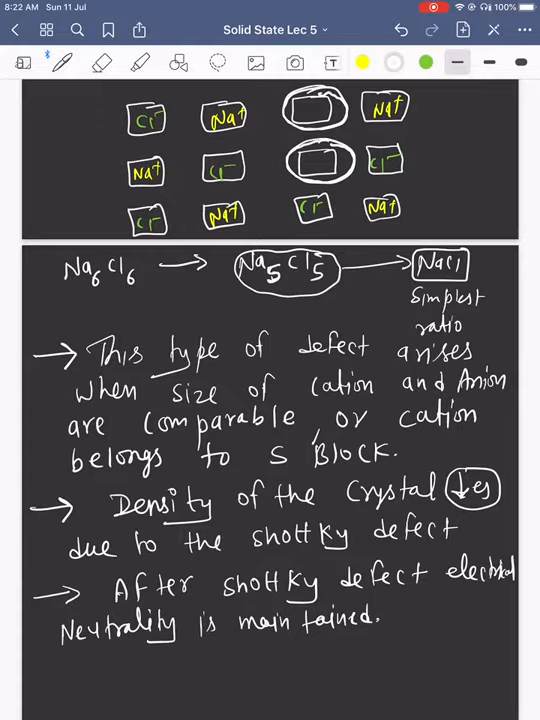 8:22 AM Sun 11 Jul
100%
Solid State Lec 5
Cl⁻ Na⁺ Na⁺
Na⁺ Cl⁻ Cl⁻
Cl⁻ Na⁺ Cl⁻ Na⁺
Na₆Cl₆ → Na₅Cl₅ → NaCl
Simplest
ratio
→ This type of defect arises
when size of cation and Anion
are comparable, or cation
belongs to S Block.
→ Density of the Crystal ↓es
due to the shottky defect
→ After shottky defect electrical
Neutrality is maintained.